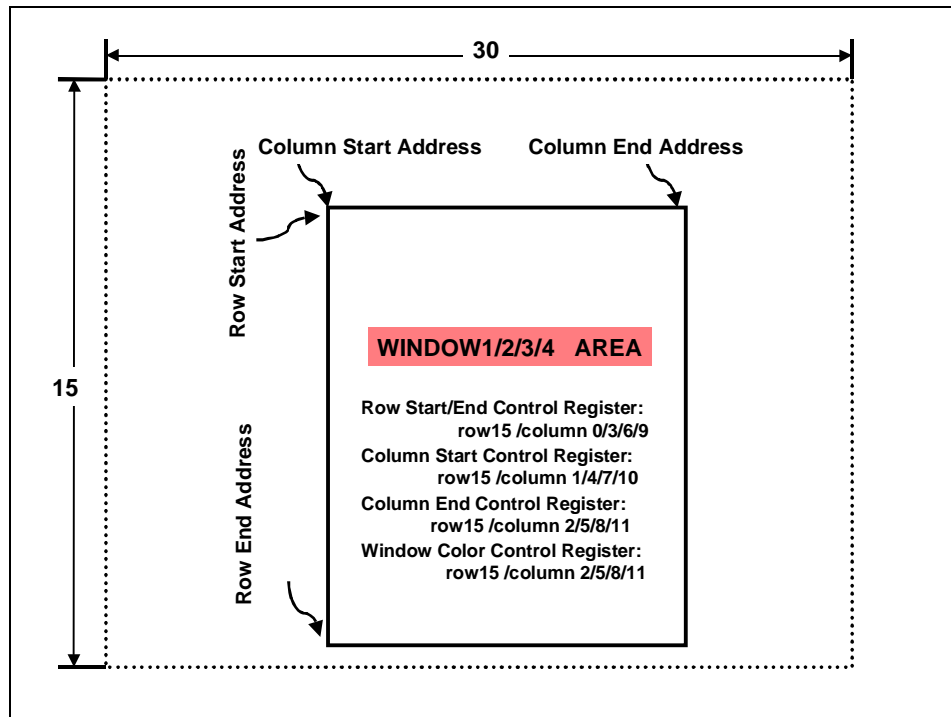 30
Column Start Address
Column End Address
Row Start Address
WINDOW1/2/3/4 AREA
15
Row Start/End Control Register:
row15 /column 0/3/6/9
Column Start Control Register:
row15 /column 1/4/7/10
Column End Control Register:
row15 /column 2/5/8/11
Window Color Control Register:
row15 /column 2/5/8/11
Row End Address